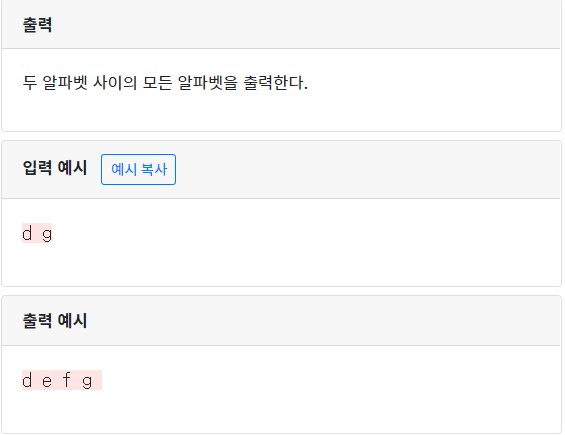 출력
두 알파벳 사이의 모든 알파벳을 출력한다.
입력 예시 예시 복사
d g
출력 예시
d e f g